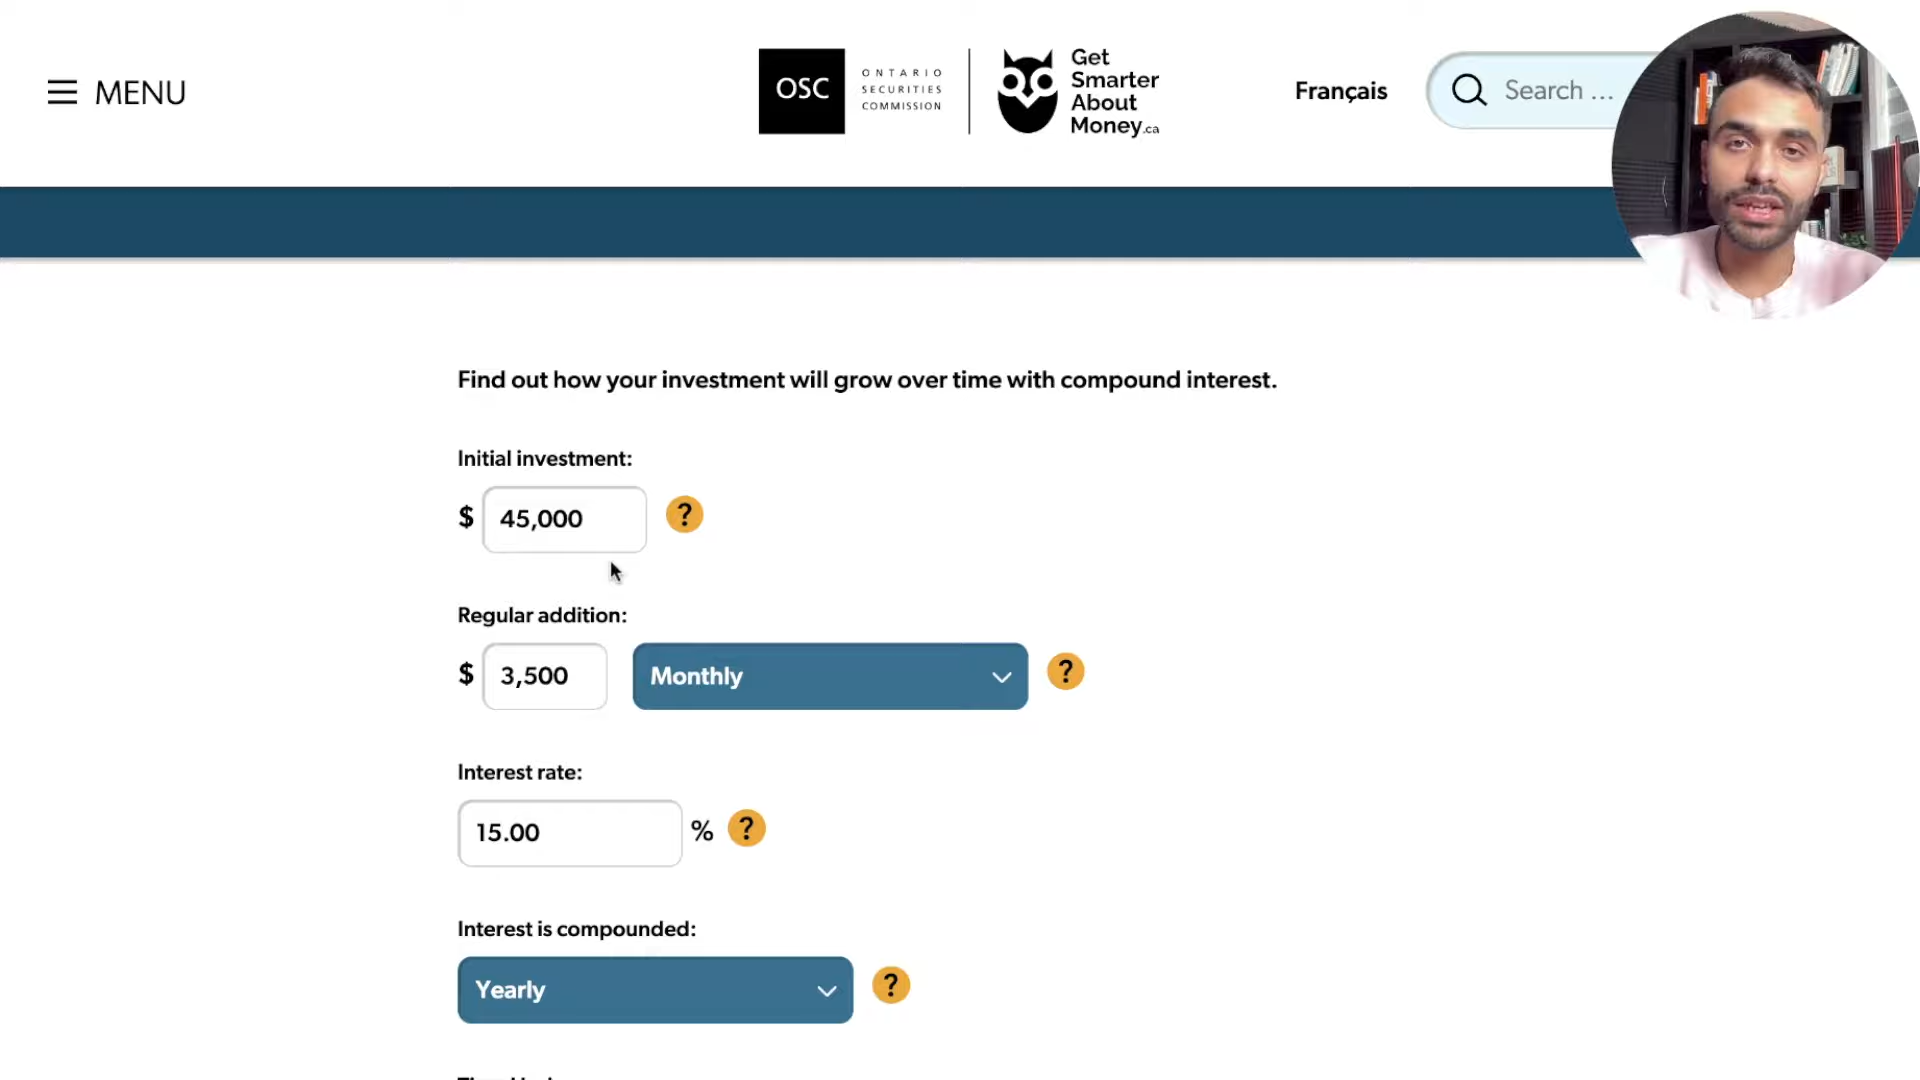 MENU
OSC
ONTARIO
SECURITIES
COMMISSION
Get
Smarter
About
Money.ca
Français
Search ...
Find out how your investment will grow over time with compound interest.
Initial investment:
$ 45,000 ?
Regular addition:
$ 3,500 Monthly ?
Interest rate:
15.00 % ?
Interest is compounded:
Yearly ?